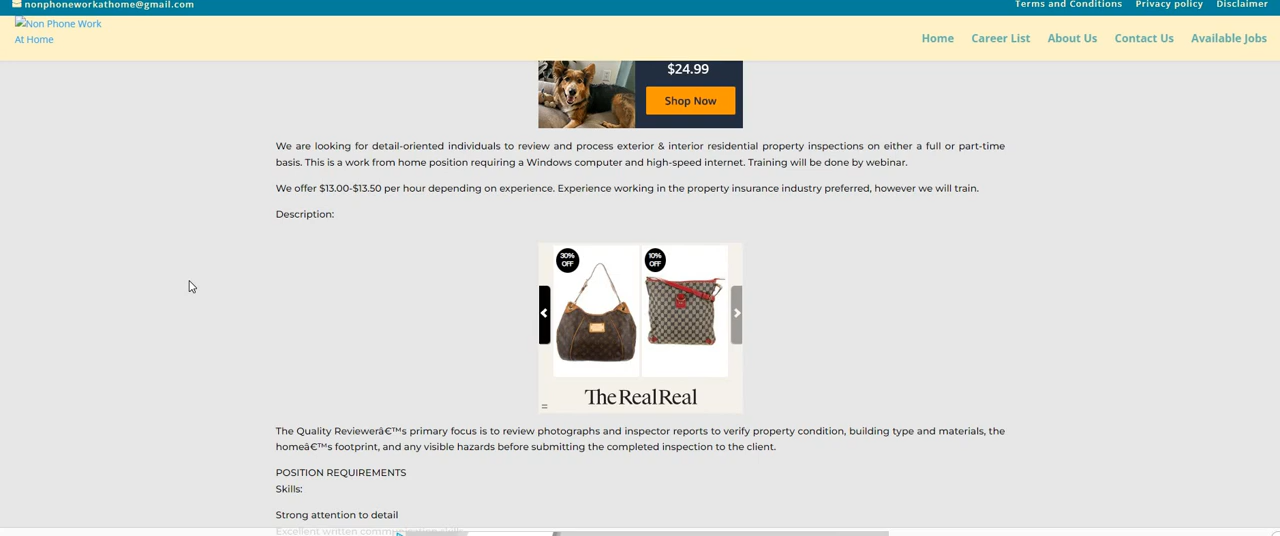 nonphoneworkathome@gmail.com
Terms and Conditions Privacy policy Disclaimer
Non Phone Work
At Home
Home Career List About Us Contact Us Available Jobs
$24.99
Shop Now
We are looking for detail-oriented individuals to review and process exterior & interior residential property inspections on either a full or part-time
basis. This is a work from home position requiring a Windows computer and high-speed internet. Training will be done by webinar.
We offer $13.00-$13.50 per hour depending on experience. Experience working in the property insurance industry preferred, however we will train.
Description:
30% OFF
10% OFF
TheRealReal
The Quality Reviewerâ€™s primary focus is to review photographs and inspector reports to verify property condition, building type and materials, the
homeâ€™s footprint, and any visible hazards before submitting the completed inspection to the client.
POSITION REQUIREMENTS
Skills:
Strong attention to detail
Excellent written communication skills